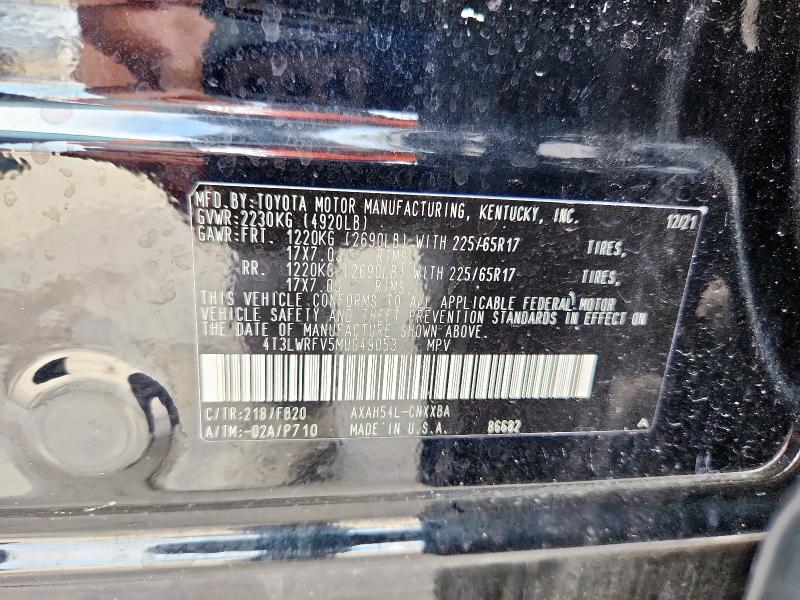 MFD. BY: TOYOTA MOTOR MANUFACTURING, KENTUCKY, INC. 12/21
GVWR: 2230KG (4920LB)
GAWR: FRT. 1220KG (2690LB) WITH 225/65R17 TIRES,
17X7.0J RIMS
RR. 1220KG (2690LB) WITH 225/65R17 TIRES,
17X7.0J RIMS
THIS VEHICLE CONFORMS TO ALL APPLICABLE FEDERAL MOTOR
VEHICLE SAFETY AND THEFT PREVENTION STANDARDS IN EFFECT ON
THE DATE OF MANUFACTURE SHOWN ABOVE.
4T3LWRFV5MU049053 MPV
C/TR: 218/FB20 AXAH54L-CNXXBA
A/TM: -02A/P710 MADE IN U.S.A. 86682 A